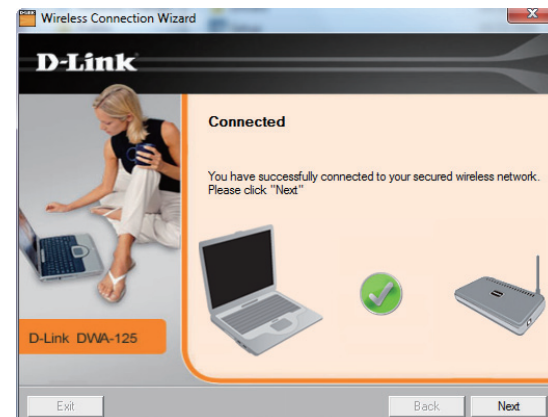 Wireless Connection Wizard
D-Link
Connected
You have successfully connected to your secured wireless network.
Please click "Next"
D-Link DWA-125
Exit
Back
Next